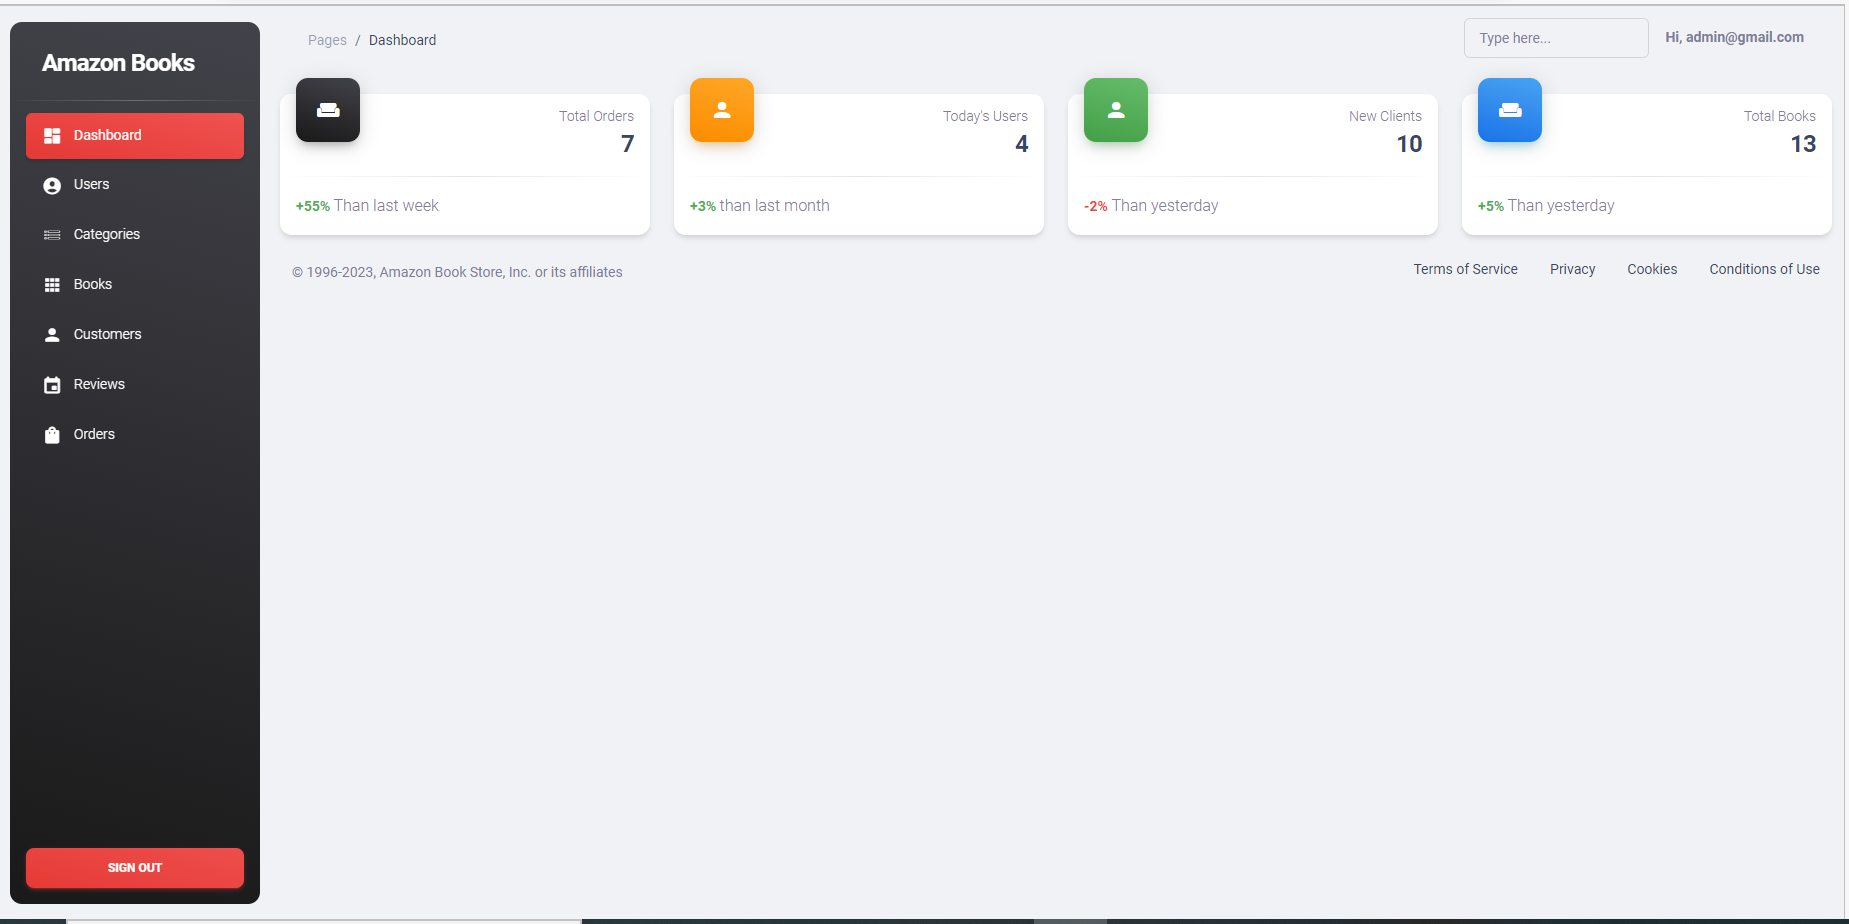 Amazon Books
Dashboard
Users
Categories
Books
Customers
Reviews
Orders
SIGN OUT
Pages / Dashboard
Type here...
Hi, admin@gmail.com
Total Orders
7
+55% Than last week
Today's Users
4
+3% than last month
New Clients
10
-2% Than yesterday
Total Books
13
+5% Than yesterday
© 1996-2023, Amazon Book Store, Inc. or its affiliates
Terms of Service Privacy Cookies Conditions of Use